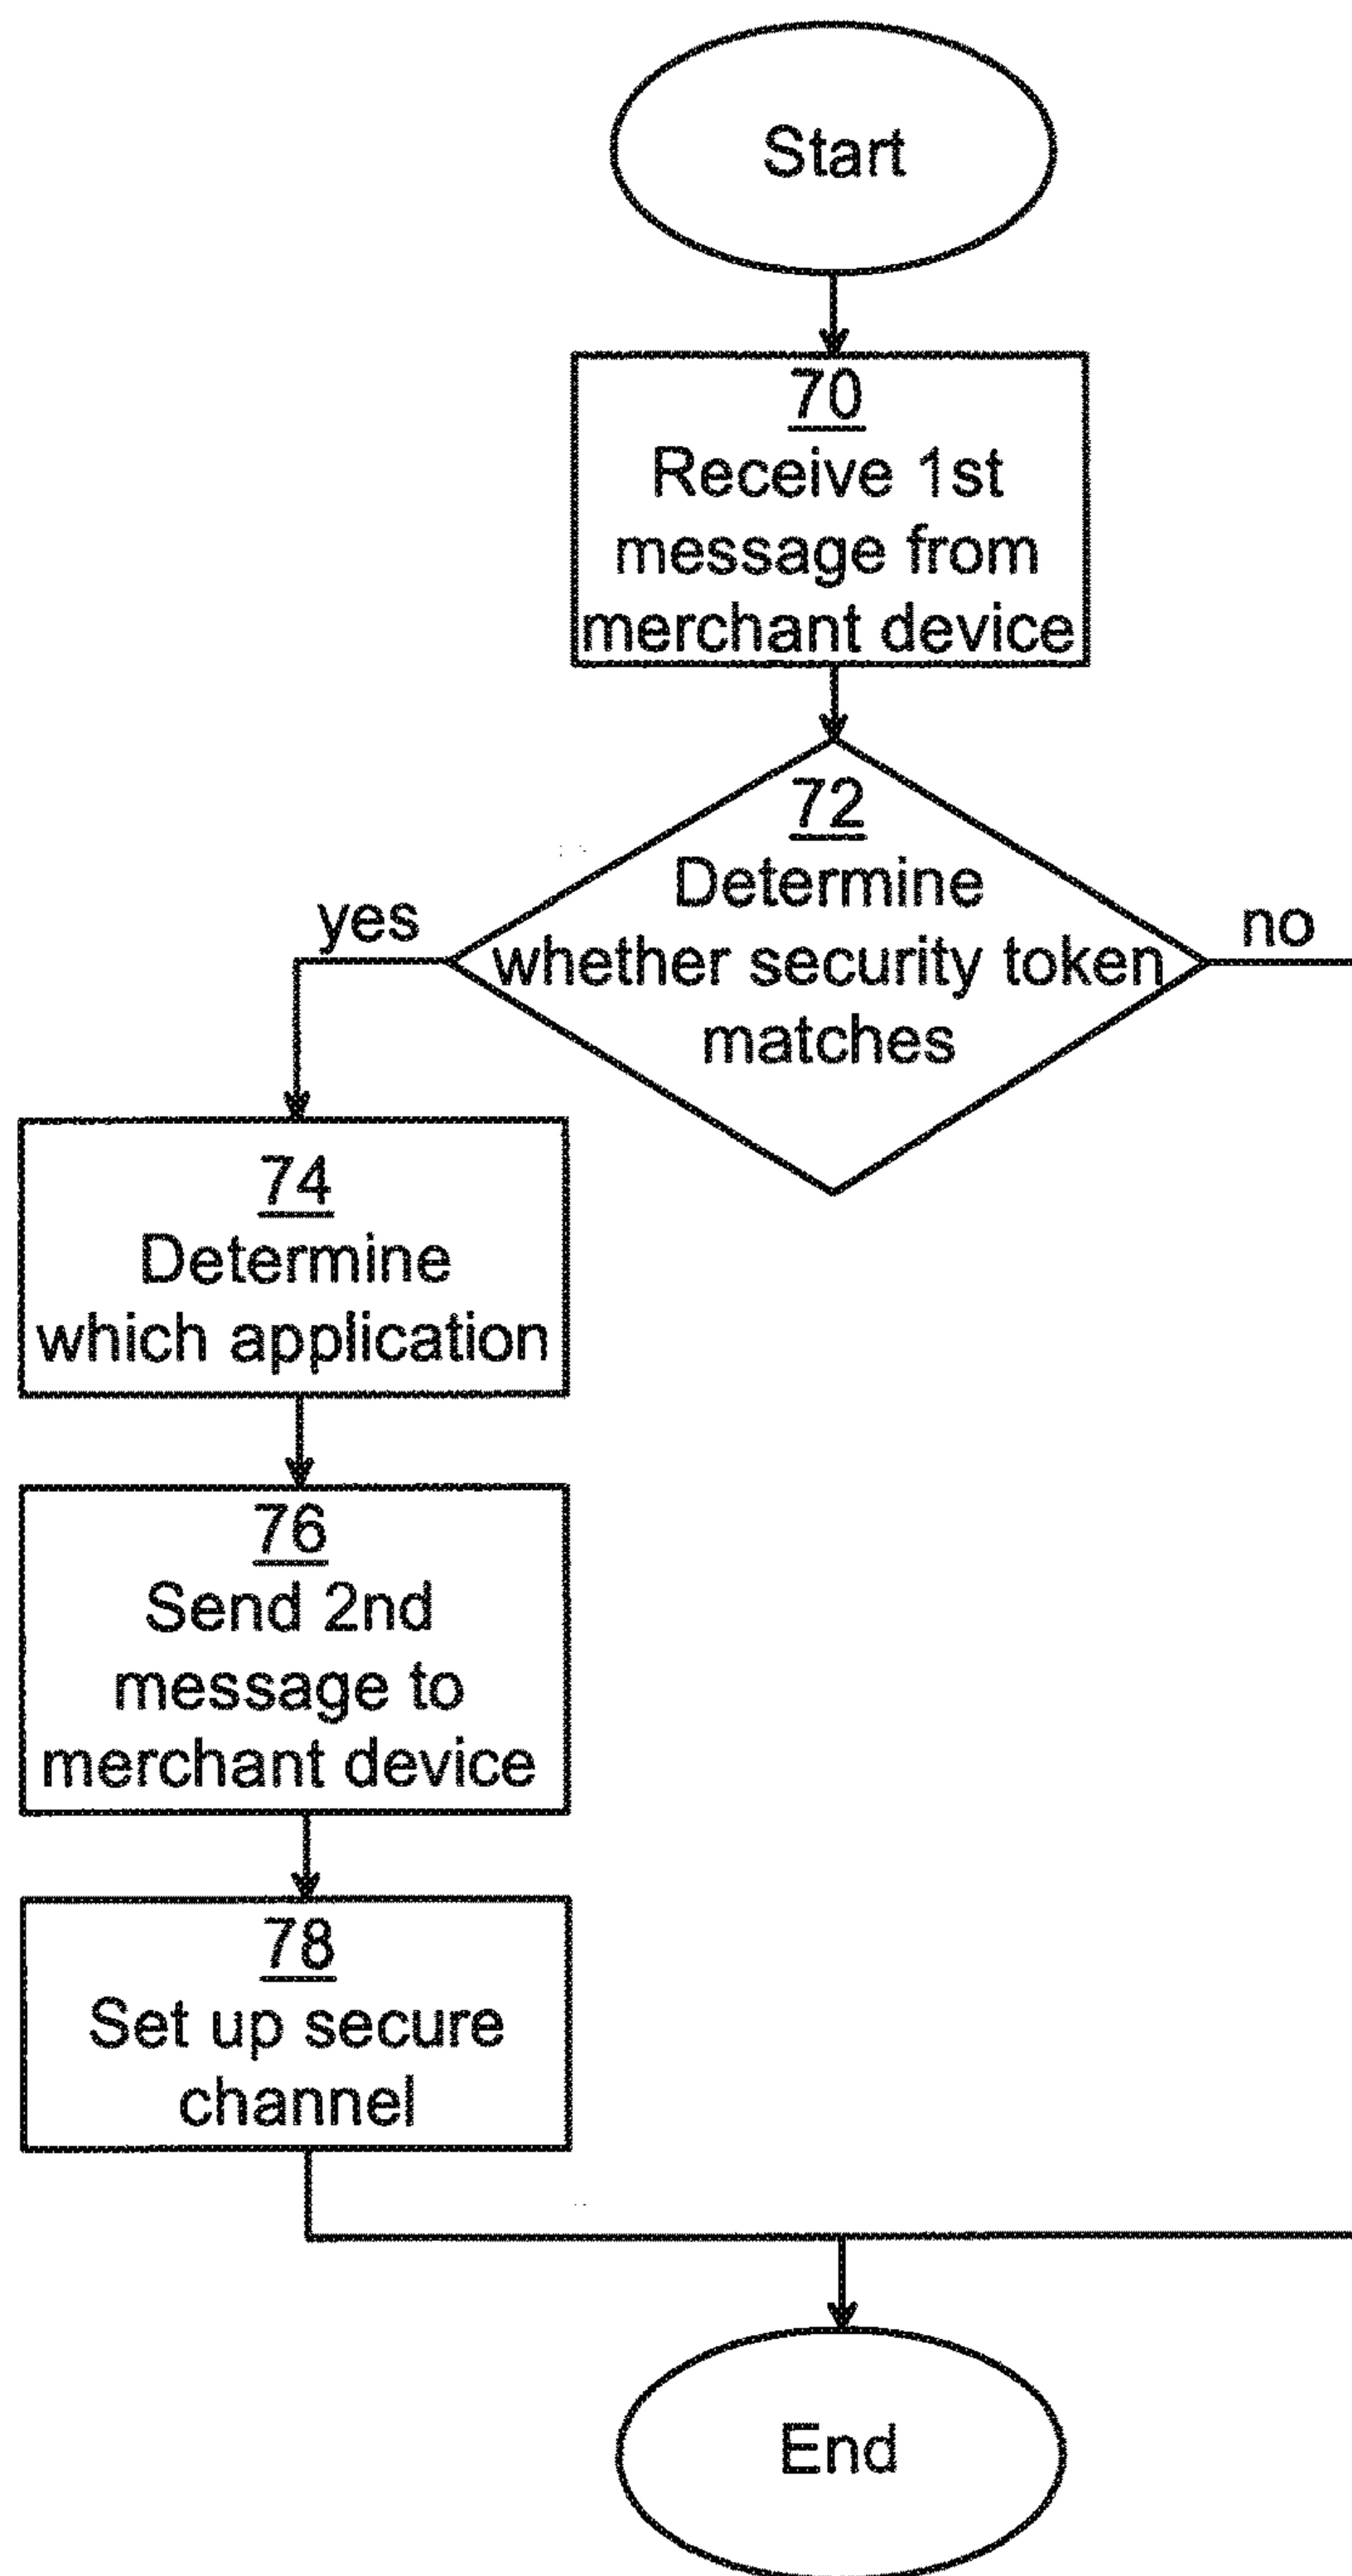 Start
70
Receive 1st
message from
merchant device
72
Determine
whether security token
matches
yes
no
74
Determine
which application
76
Send 2nd
message to
merchant device
78
Set up secure
channel
End